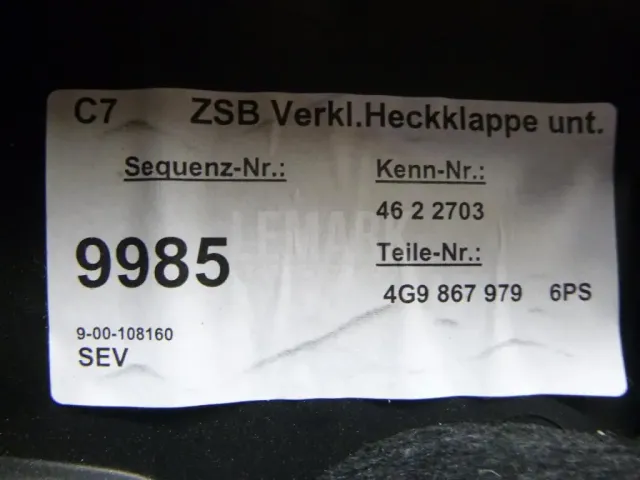 C7 ZSB Verkl.Heckklappe unt.
Sequenz-Nr.: Kenn-Nr.:
46 2 2703
9985 Teile-Nr.:
4G9 867 979 6PS
9-00-108160
SEV
LEMARK